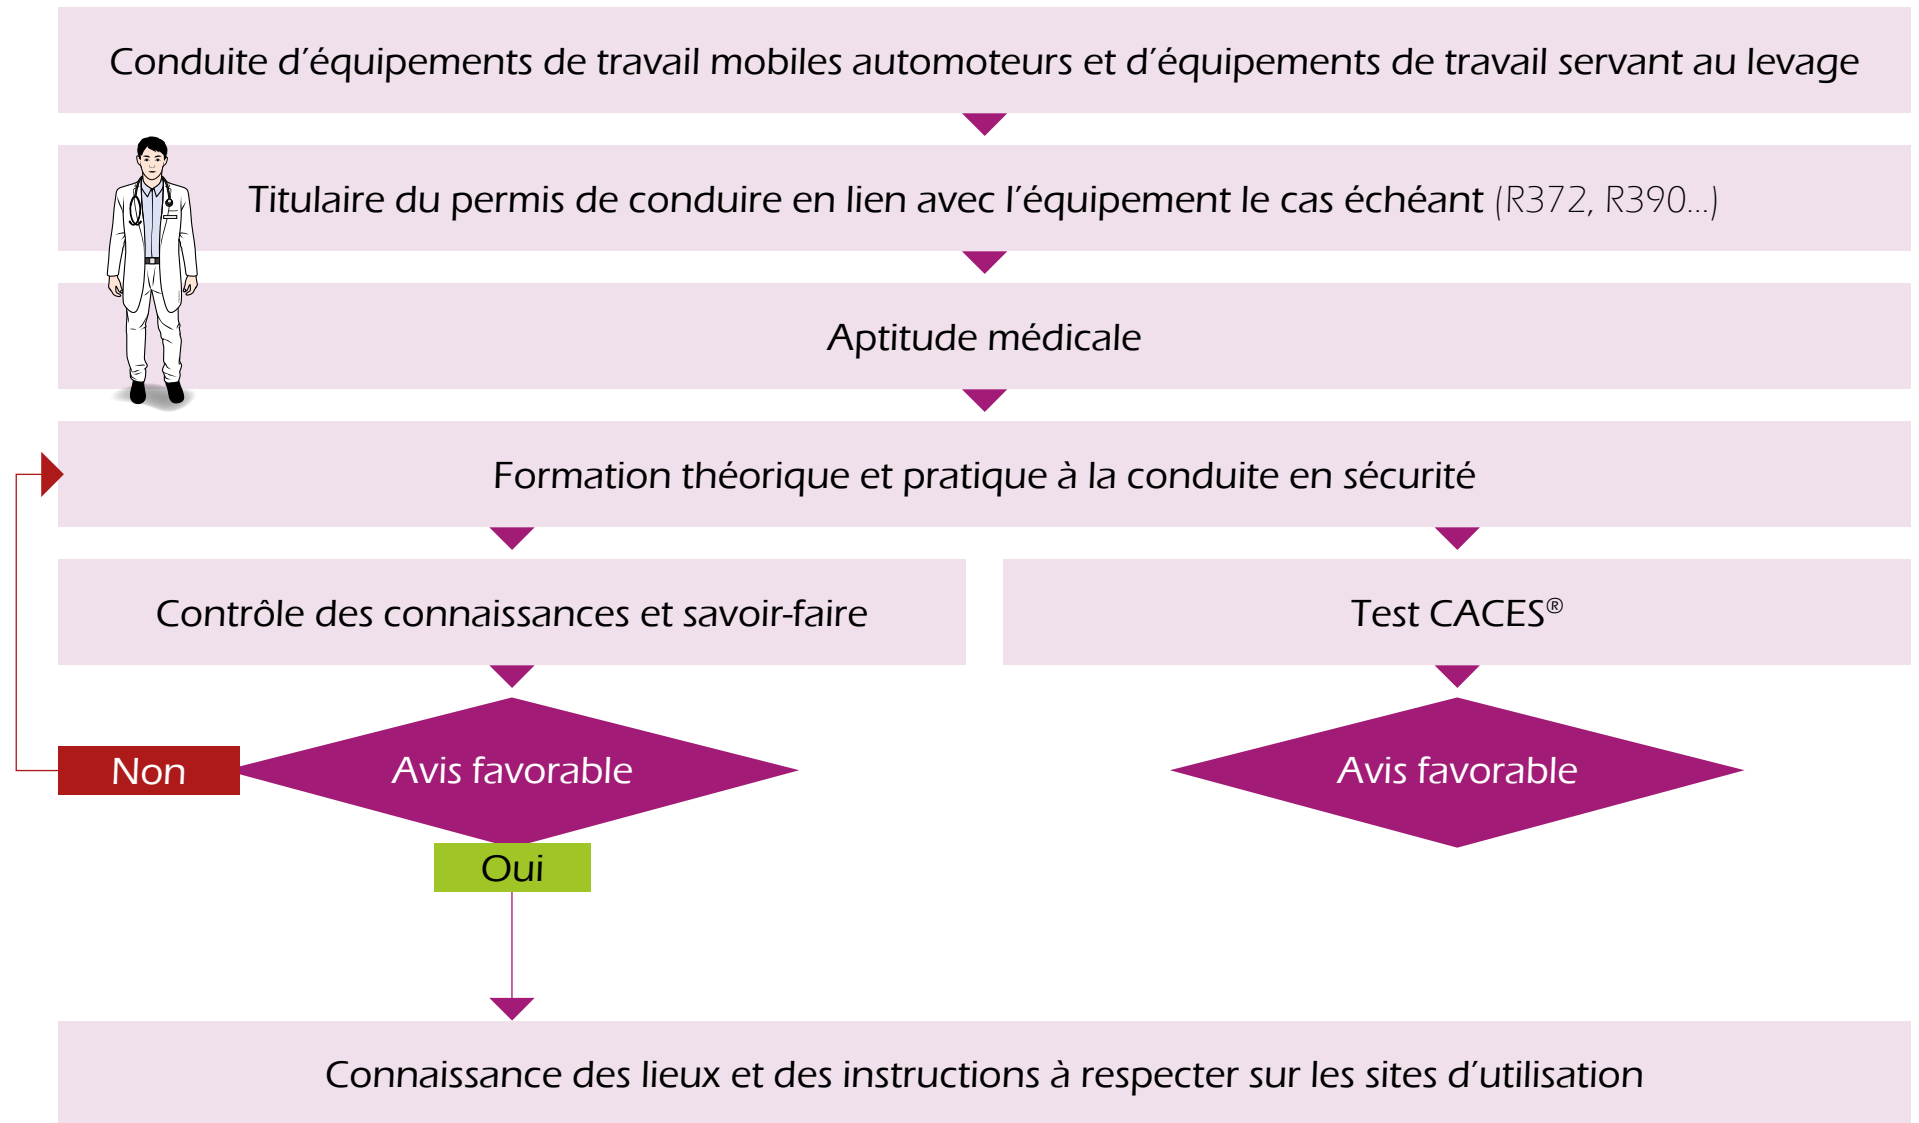 Conduite d’équipements de travail mobiles automoteurs et d’équipements de travail servant au levage
Titulaire du permis de conduire en lien avec l’équipement le cas échéant (R372, R390...)
Aptitude médicale
Formation théorique et pratique à la conduite en sécurité
Contrôle des connaissances et savoir-faire
Test CACES®
Non
Avis favorable
Avis favorable
Oui
Connaissance des lieux et des instructions à respecter sur les sites d’utilisation